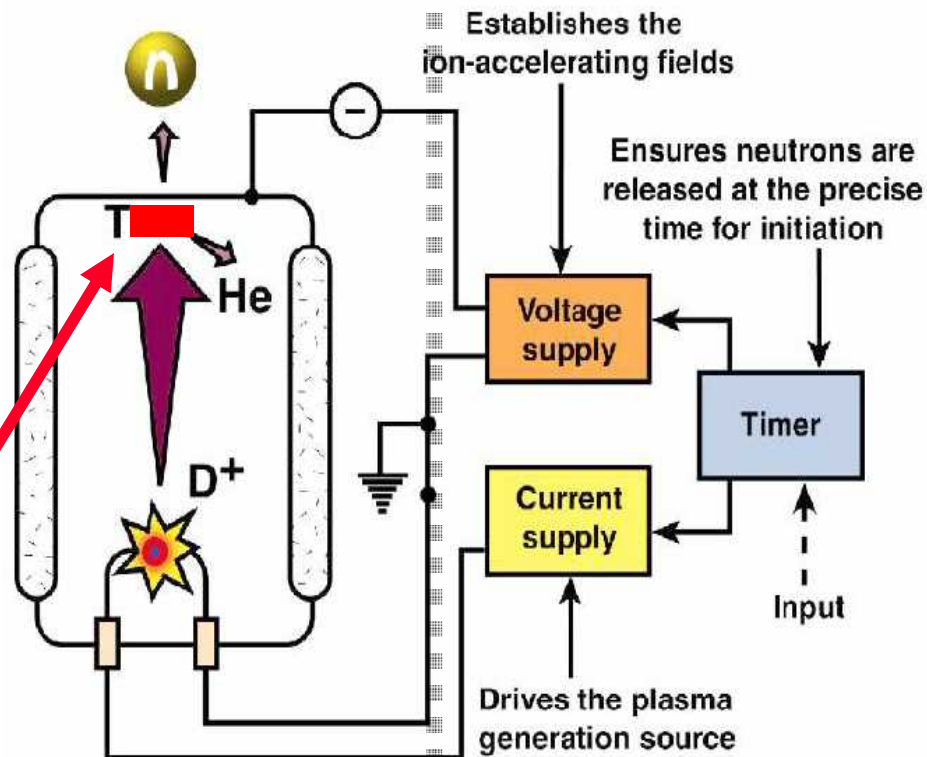 Establishes the
ion-accelerating fields
n
Ensures neutrons are
released at the precise
time for initiation
T
He
Voltage
supply
Timer
D+
Current
supply
Input
Drives the plasma
generation source